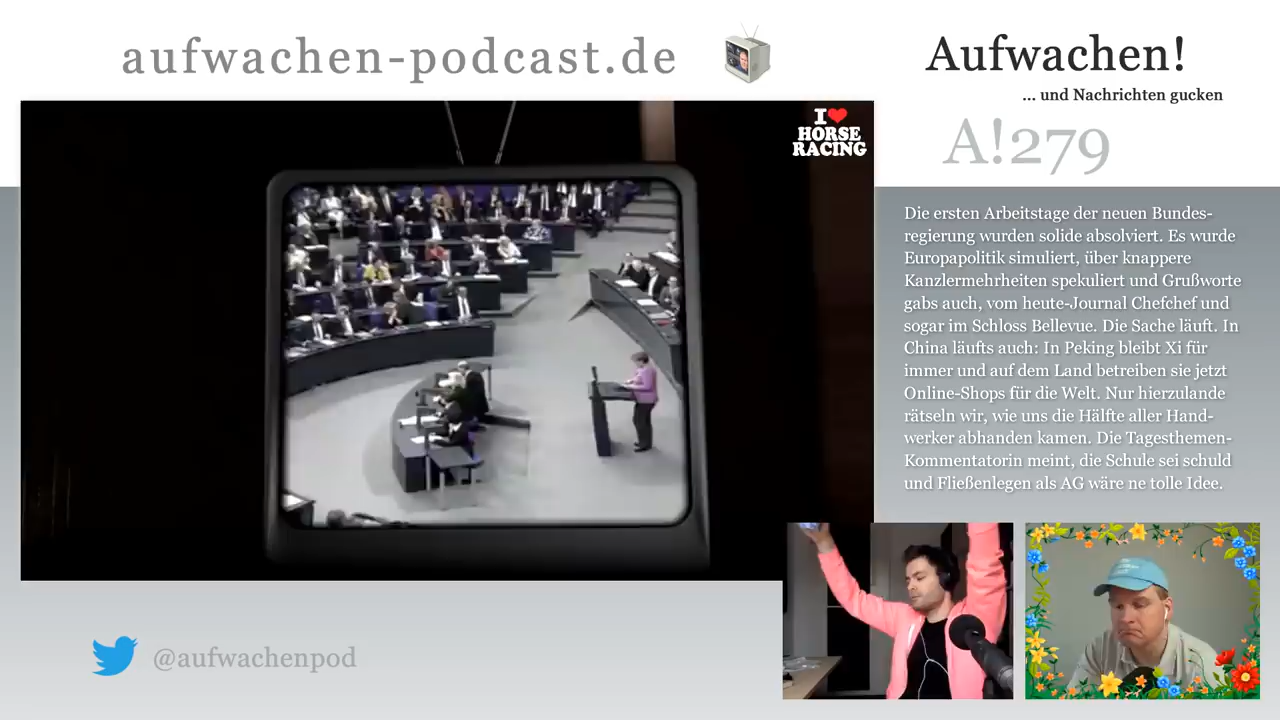 aufwachen-podcast.de
Aufwachen!
... und Nachrichten gucken
A!279
I
HORSE
RACING
Die ersten Arbeitstage der neuen Bundes-
regierung wurden solide absolviert. Es wurde
Europapolitik simuliert, über knappere
Kanzlermehrheiten spekuliert und Grußworte
gabs auch, vom heute-Journal Chefchef und
sogar im Schloss Bellevue. Die Sache läuft. In
China läufts auch: In Peking bleibt Xi für
immer und auf dem Land betreiben sie jetzt
Online-Shops für die Welt. Nur hierzulande
rätseln wir, wie uns die Hälfte aller Hand-
werker abhanden kamen. Die Tagesthemen-
Kommentatorin meint, die Schule sei schuld
und Fließenlegen als AG wäre ne tolle Idee.
@aufwachenpod